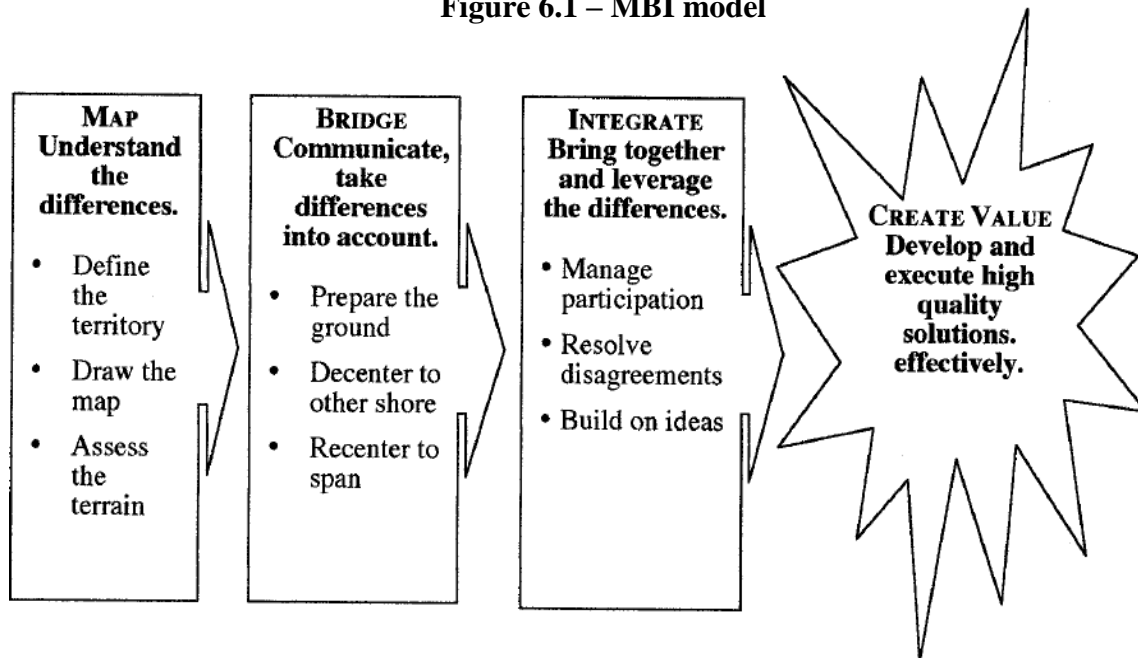 Figure 6.1 – MBI model
MAP
Understand
the
differences.
• Define
the
territory
• Draw the
map
• Assess
the
terrain
BRIDGE
Communicate,
take
differences
into account.
• Prepare the
ground
• Decenter to
other shore
• Recenter to
span
INTEGRATE
Bring together
and leverage
the differences.
• Manage
participation
• Resolve
disagreements
• Build on ideas
CREATE VALUE
Develop and
execute high
quality
solutions.
effectively.